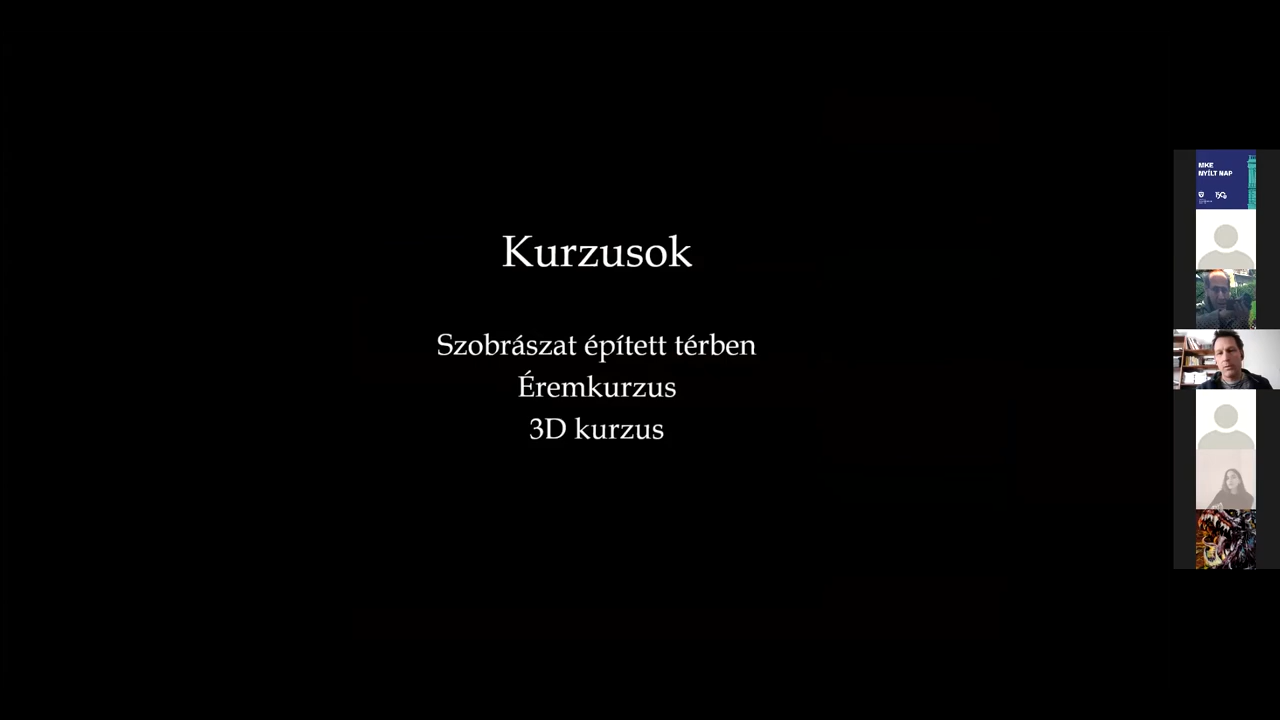 Kurzusok
Szobrászat épített térben
Éremkurzus
3D kurzus
MKE
NYÍLT NAP